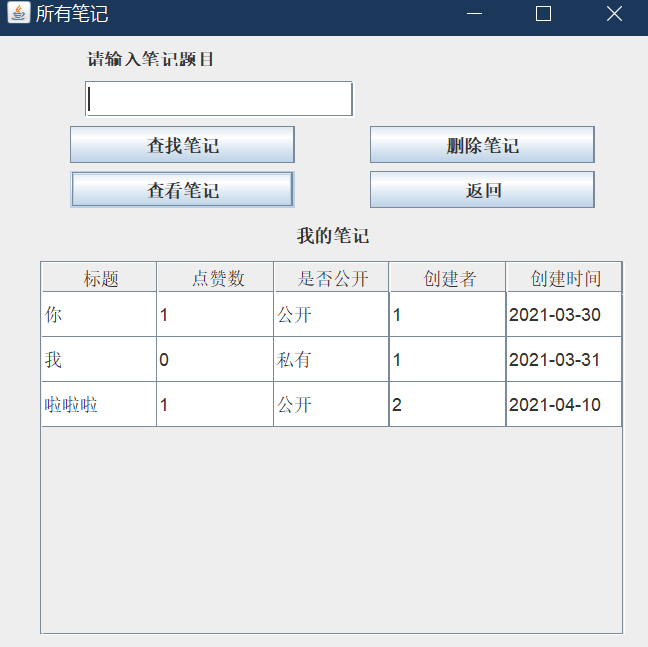 所有笔记
请输入笔记题目
查找笔记 删除笔记
查看笔记 返回
我的笔记
标题 点赞数 是否公开 创建者 创建时间
你 1 公开 1 2021-03-30
我 0 私有 1 2021-03-31
啦啦啦 1 公开 2 2021-04-10